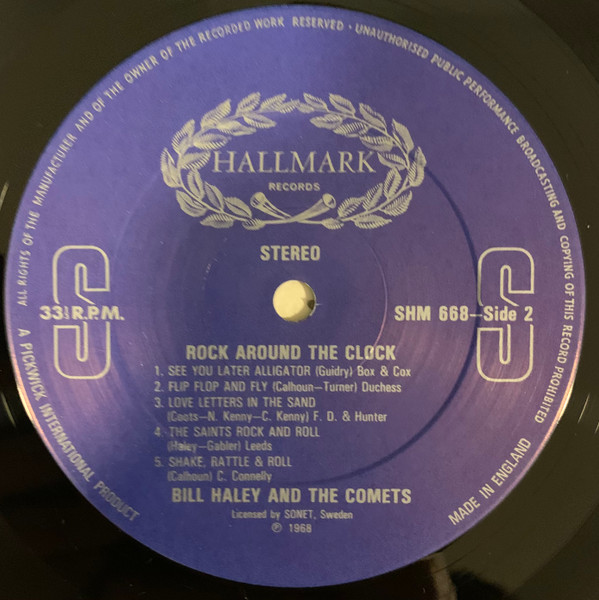 ALL RIGHTS OF THE MANUFACTURER AND OF THE OWNER OF THE RECORDED WORK RESERVED · UNAUTHORISED PUBLIC PERFORMANCE BROADCASTING AND COPYING OF THIS RECORD PROHIBITED
HALLMARK
RECORDS
STEREO
S
S
33⅓ R.P.M.
SHM 668—Side 2
ROCK AROUND THE CLOCK
1. SEE YOU LATER ALLIGATOR (Guidry) Box & Cox
2. FLIP FLOP AND FLY (Calhoun—Turner) Duchess
3. LOVE LETTERS IN THE SAND
(Coots—N. Kenny—C. Kenny) F. D. & Hunter
4. THE SAINTS ROCK AND ROLL
(Haley—Gabler) Leeds
5. SHAKE, RATTLE & ROLL
(Calhoun) C. Connelly
BILL HALEY AND THE COMETS
Licensed by SONET, Sweden
℗ 1968
A PICKWICK INTERNATIONAL PRODUCT
MADE IN ENGLAND